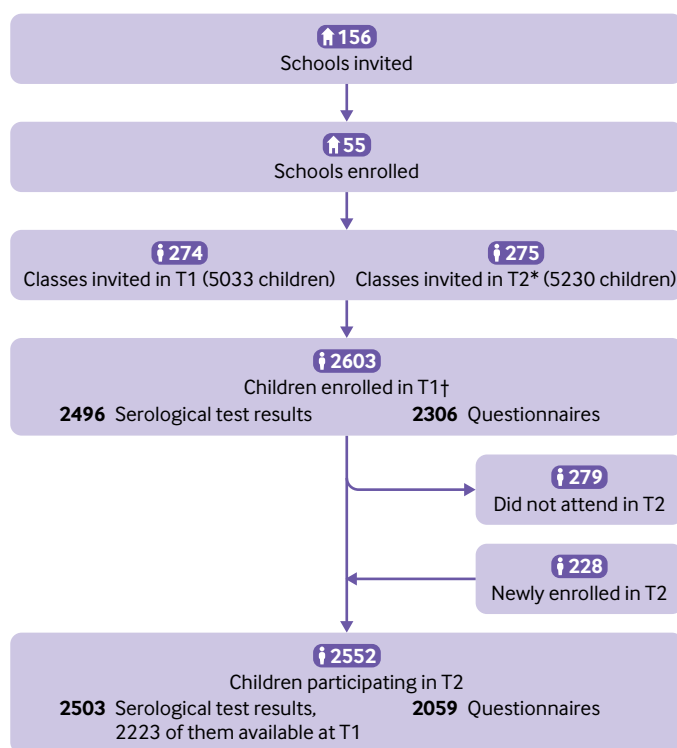 156
Schools invited
55
Schools enrolled
274
Classes invited in T1 (5033 children)
275
Classes invited in T2* (5230 children)
2603
Children enrolled in T1†
2496 Serological test results
2306 Questionnaires
279
Did not attend in T2
228
Newly enrolled in T2
2552
Children participating in T2
2503 Serological test results,
2223 of them available at T1
2059 Questionnaires